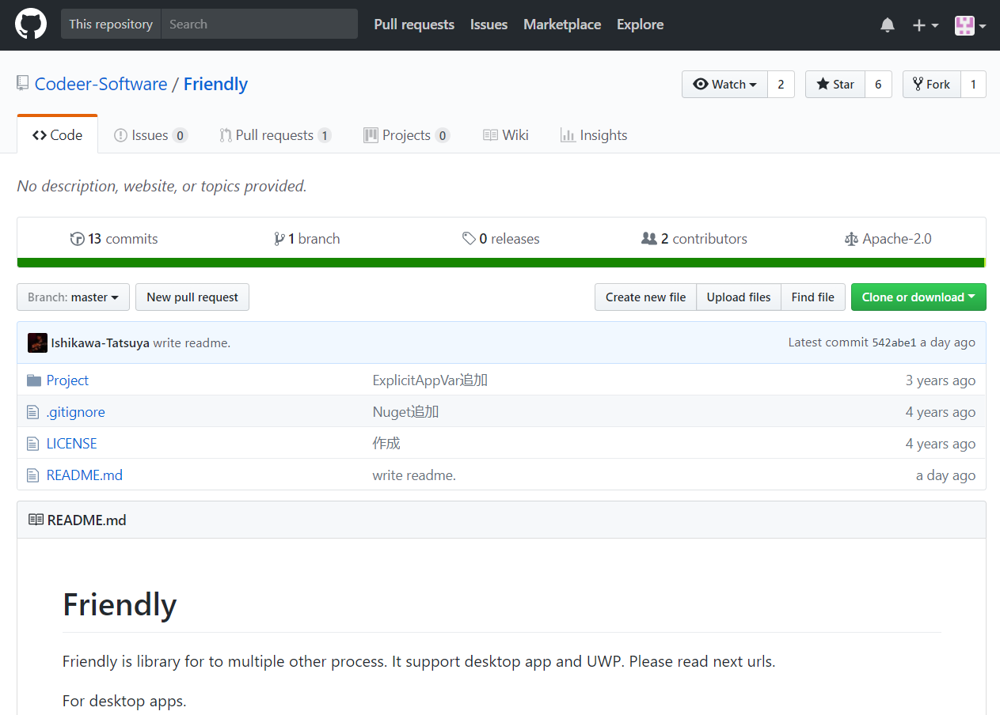 This repository Search Pull requests Issues Marketplace Explore
Codeer-Software / Friendly Watch 2 Star 6 Fork 1
Code Issues 0 Pull requests 1 Projects 0 Wiki Insights
No description, website, or topics provided.
13 commits 1 branch 0 releases 2 contributors Apache-2.0
Branch: master New pull request Create new file Upload files Find file Clone or download
Ishikawa-Tatsuya write readme. Latest commit 542abe1 a day ago
Project ExplicitAppVar追加 3 years ago
.gitignore Nuget追加 4 years ago
LICENSE 作成 4 years ago
README.md write readme. a day ago
README.md
Friendly
Friendly is library for to multiple other process. It support desktop app and UWP. Please read next urls.
For desktop apps.